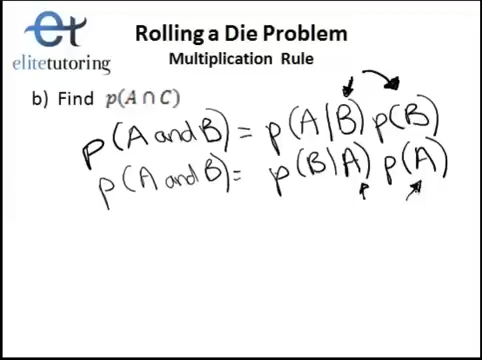 et
elitetutoring
Rolling a Die Problem
Multiplication Rule
b) Find p(A ∩ C)
p(A and B) = p(A|B) p(B)
p(A and B) = p(B|A) p(A)